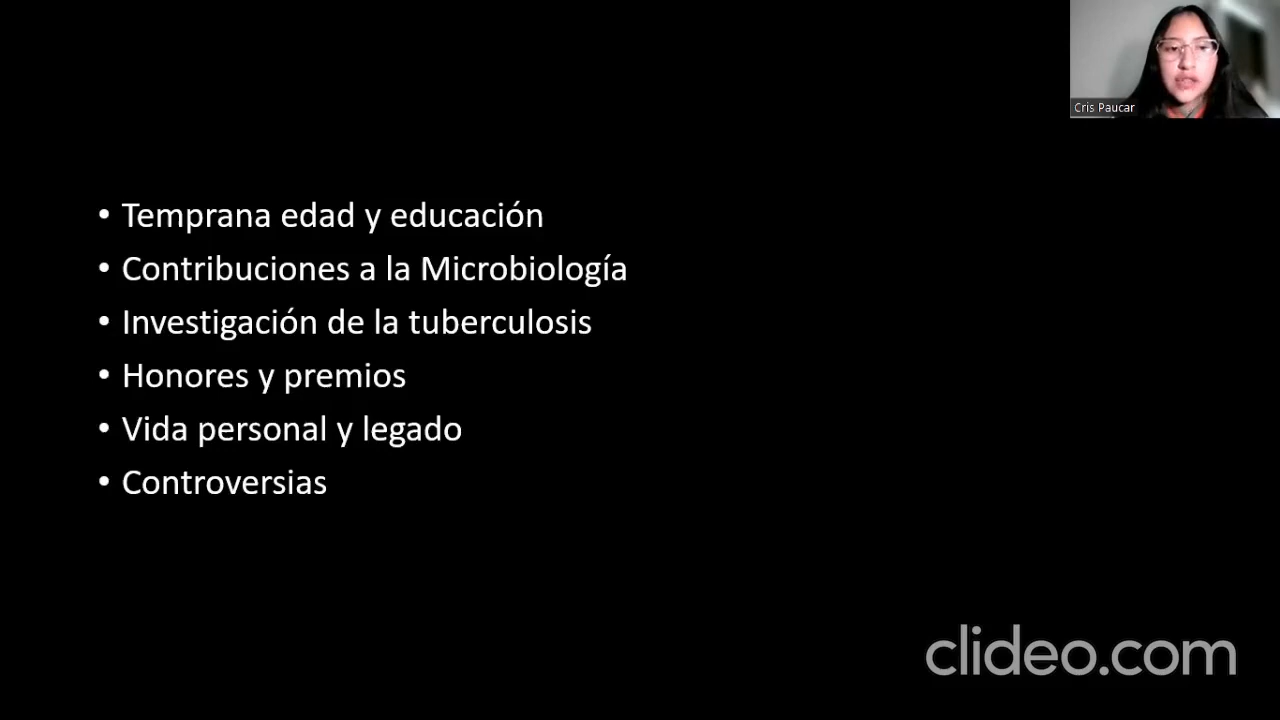 Cris Paucar
• Temprana edad y educación
• Contribuciones a la Microbiología
• Investigación de la tuberculosis
• Honores y premios
• Vida personal y legado
• Controversias
clideo.com